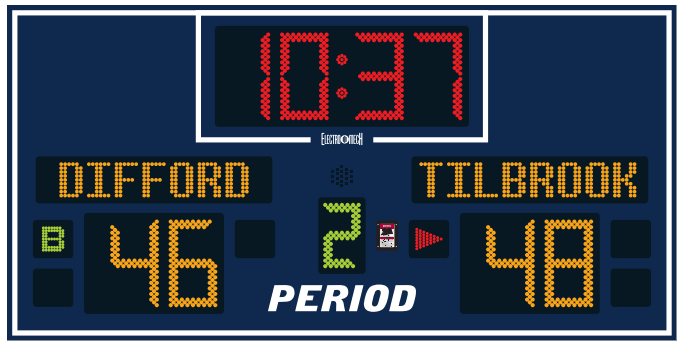 10:37
ELECTRO-MECH
DIFFORD TILBROOK
B 46 2 48
PERIOD